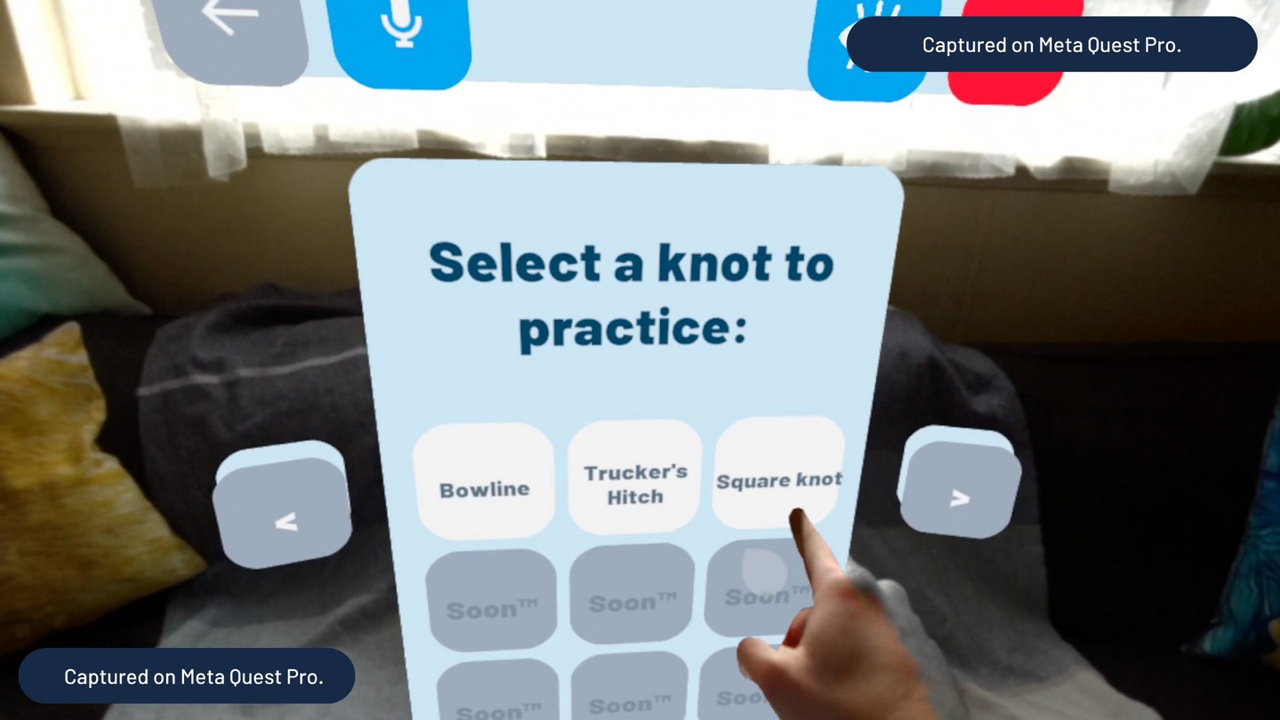 Captured on Meta Quest Pro.
Select a knot to
practice:
Bowline
Trucker's
Hitch
Square knot
<
>
Soon™
Soon™
Soon™
Soon™
Soon™
Captured on Meta Quest Pro.